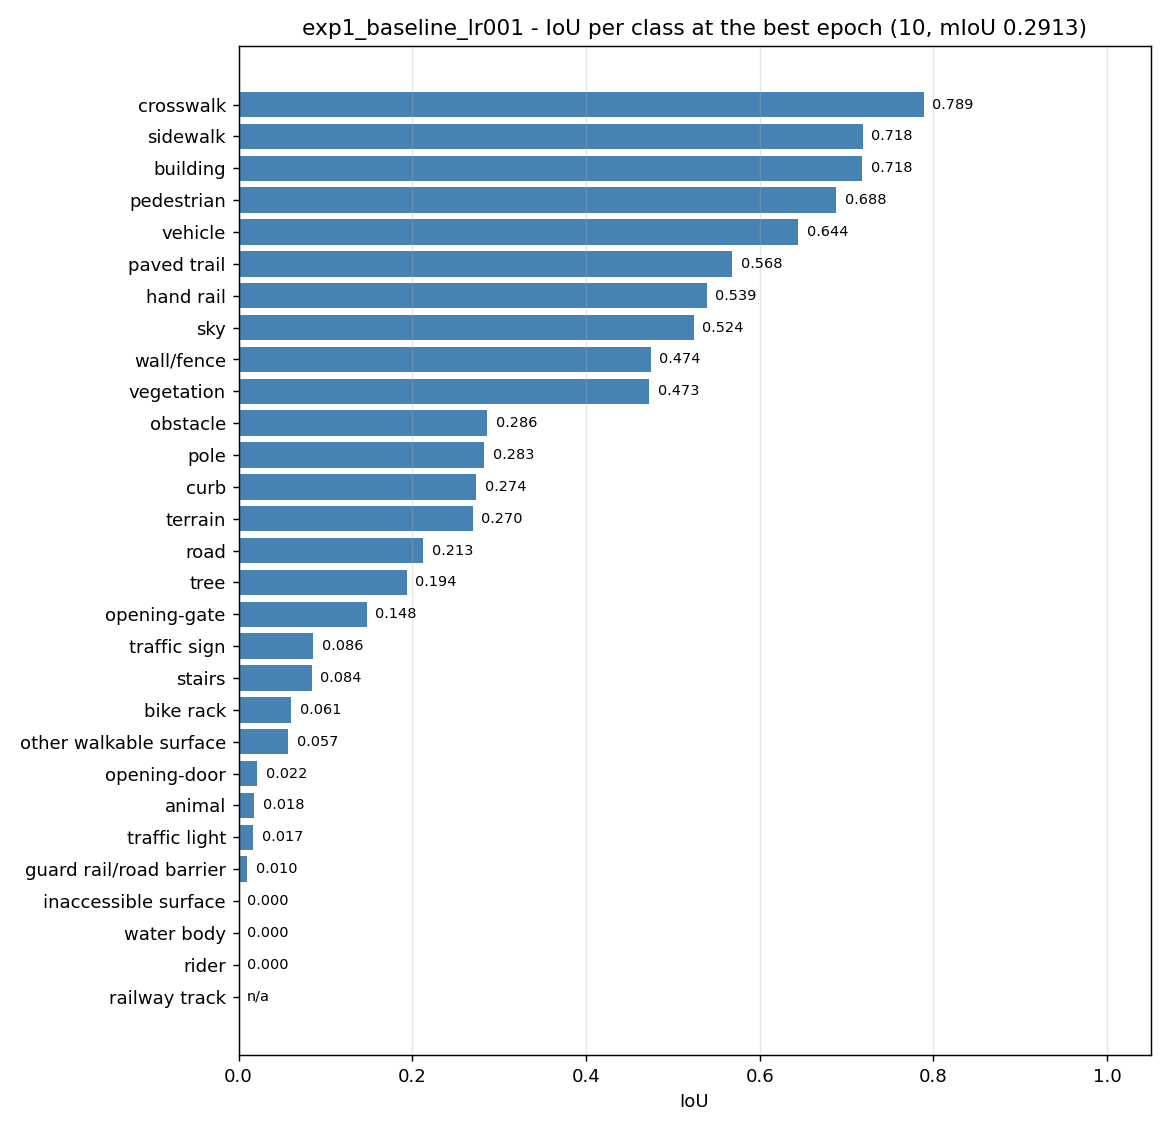 exp1_baseline_lr001 - IoU per class at the best epoch (10, mIoU 0.2913)
crosswalk 0.789
sidewalk 0.718
building 0.718
pedestrian 0.688
vehicle 0.644
paved trail 0.568
hand rail 0.539
sky 0.524
wall/fence 0.474
vegetation 0.473
obstacle 0.286
pole 0.283
curb 0.274
terrain 0.270
road 0.213
tree 0.194
opening-gate 0.148
traffic sign 0.086
stairs 0.084
bike rack 0.061
other walkable surface 0.057
opening-door 0.022
animal 0.018
traffic light 0.017
guard rail/road barrier 0.010
inaccessible surface 0.000
water body 0.000
rider 0.000
railway track n/a
0.0 0.2 0.4 0.6 0.8 1.0
IoU